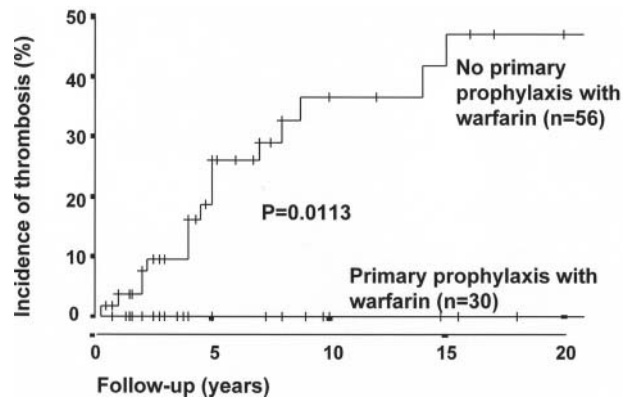 Incidence of thrombosis (%)
50
40
30
20
10
0
No primary
prophylaxis with
warfarin (n=56)
P=0.0113
Primary prophylaxis with
warfarin (n=30)
0 5 10 15 20
Follow-up (years)